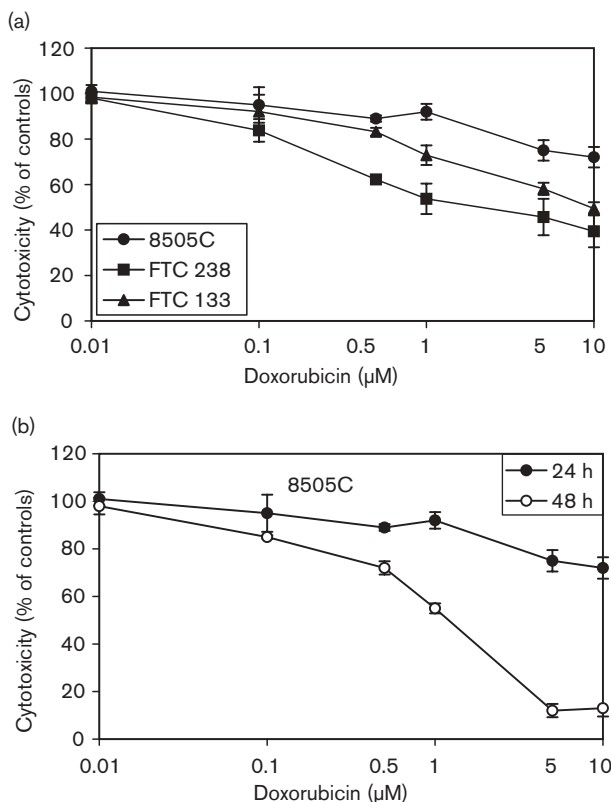 (a)
120
100
80
60
40
20
0
Cytotoxicity (% of controls)
8505C
FTC 238
FTC 133
0.01 0.1 0.5 1 5 10
Doxorubicin (µM)
(b)
120
100
80
60
40
20
0
Cytotoxicity (% of controls)
8505C
24 h
48 h
0.01 0.1 0.5 1 5 10
Doxorubicin (µM)